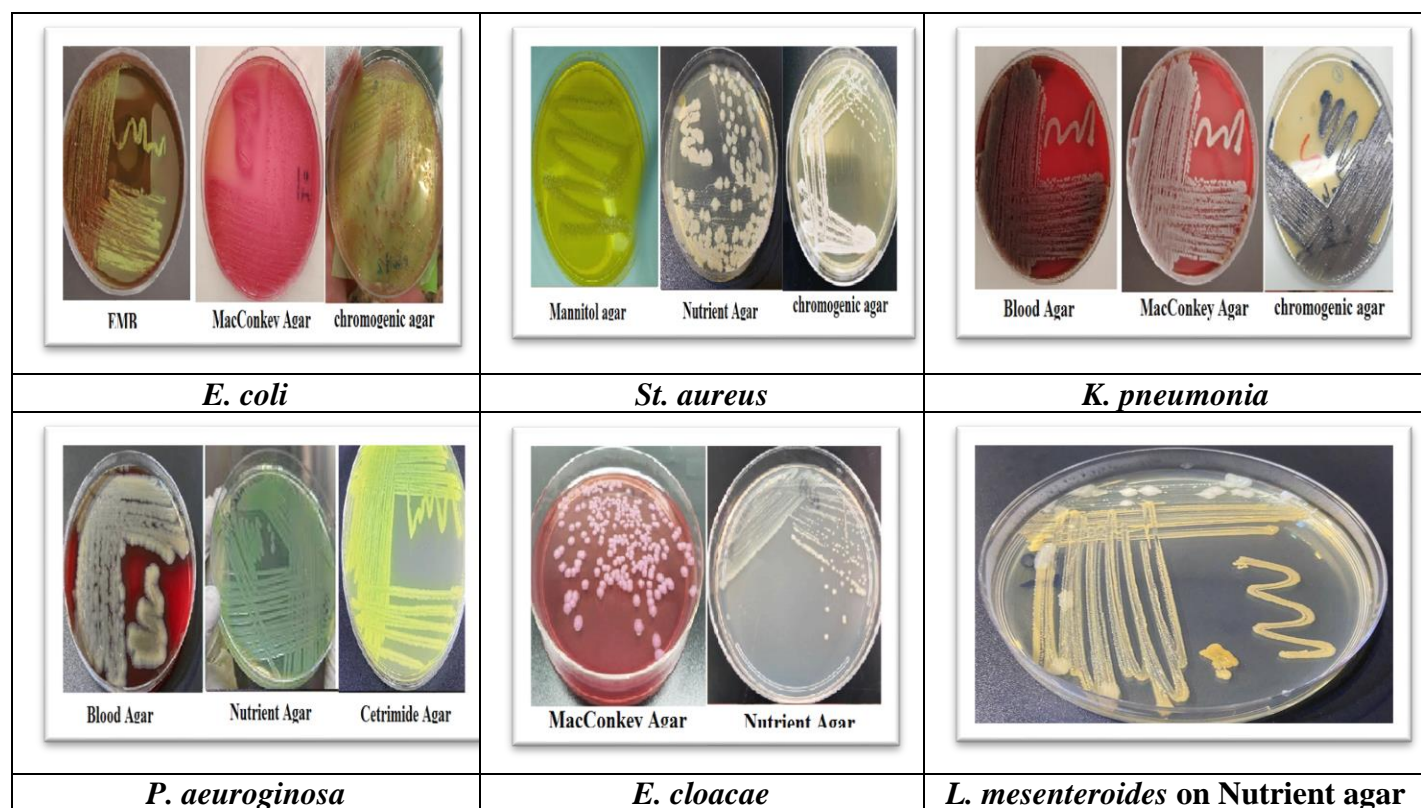 EMB MacConkey Agar chromogenic agar
Mannitol agar Nutrient Agar chromogenic agar
Blood Agar MacConkey Agar chromogenic agar
E. coli
St. aureus
K. pneumonia
Blood Agar Nutrient Agar Cetrimide Agar
MacConkey Agar Nutrient Agar
P. aeuroginosa
E. cloacae
L. mesenteroides on Nutrient agar